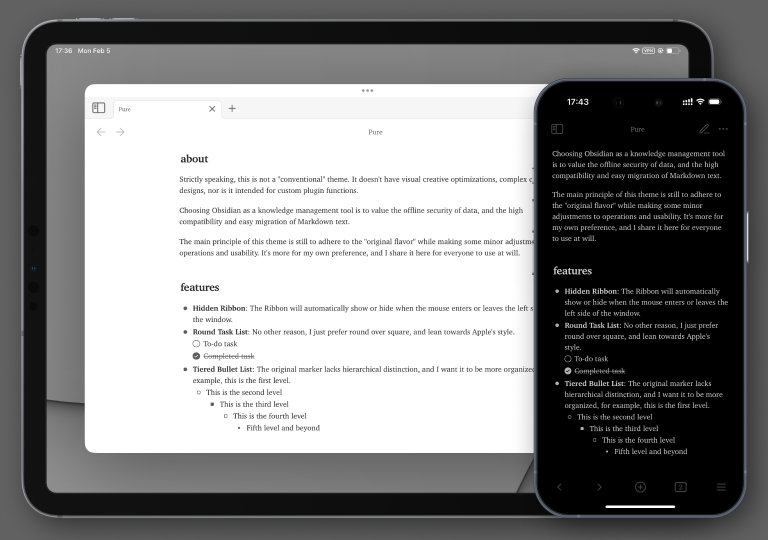 17:36 Mon Feb 5
VPN
Pure
Pure
about
Strictly speaking, this is not a "conventional" theme. It doesn't have visual creative optimizations, complex
designs, nor is it intended for custom plugin functions.
Choosing Obsidian as a knowledge management tool is to value the offline security of data, and the high
compatibility and easy migration of Markdown text.
The main principle of this theme is still to adhere to the "original flavor" while making some minor adjustme
operations and usability. It's more for my own preference, and I share it here for everyone to use at will.
features
Hidden Ribbon: The Ribbon will automatically show or hide when the mouse enters or leaves the left s
the window.
Round Task List: No other reason, I just prefer round over square, and lean towards Apple's style.
To-do task
Completed task
Tiered Bullet List: The original marker lacks hierarchical distinction, and I want it to be more organized
example, this is the first level.
This is the second level
This is the third level
This is the fourth level
Fifth level and beyond
17:43
Pure
Choosing Obsidian as a knowledge management tool
is to value the offline security of data, and the high
compatibility and easy migration of Markdown text.
The main principle of this theme is still to adhere to
the "original flavor" while making some minor
adjustments to operations and usability. It's more for
my own preference, and I share it here for everyone
to use at will.
features
Hidden Ribbon: The Ribbon will automatically
show or hide when the mouse enters or leaves the
left side of the window.
Round Task List: No other reason, I just prefer
round over square, and lean towards Apple's
style.
To-do task
Completed task
Tiered Bullet List: The original marker lacks
hierarchical distinction, and I want it to be more
organized, for example, this is the first level.
This is the second level
This is the third level
This is the fourth level
Fifth level and beyond
2